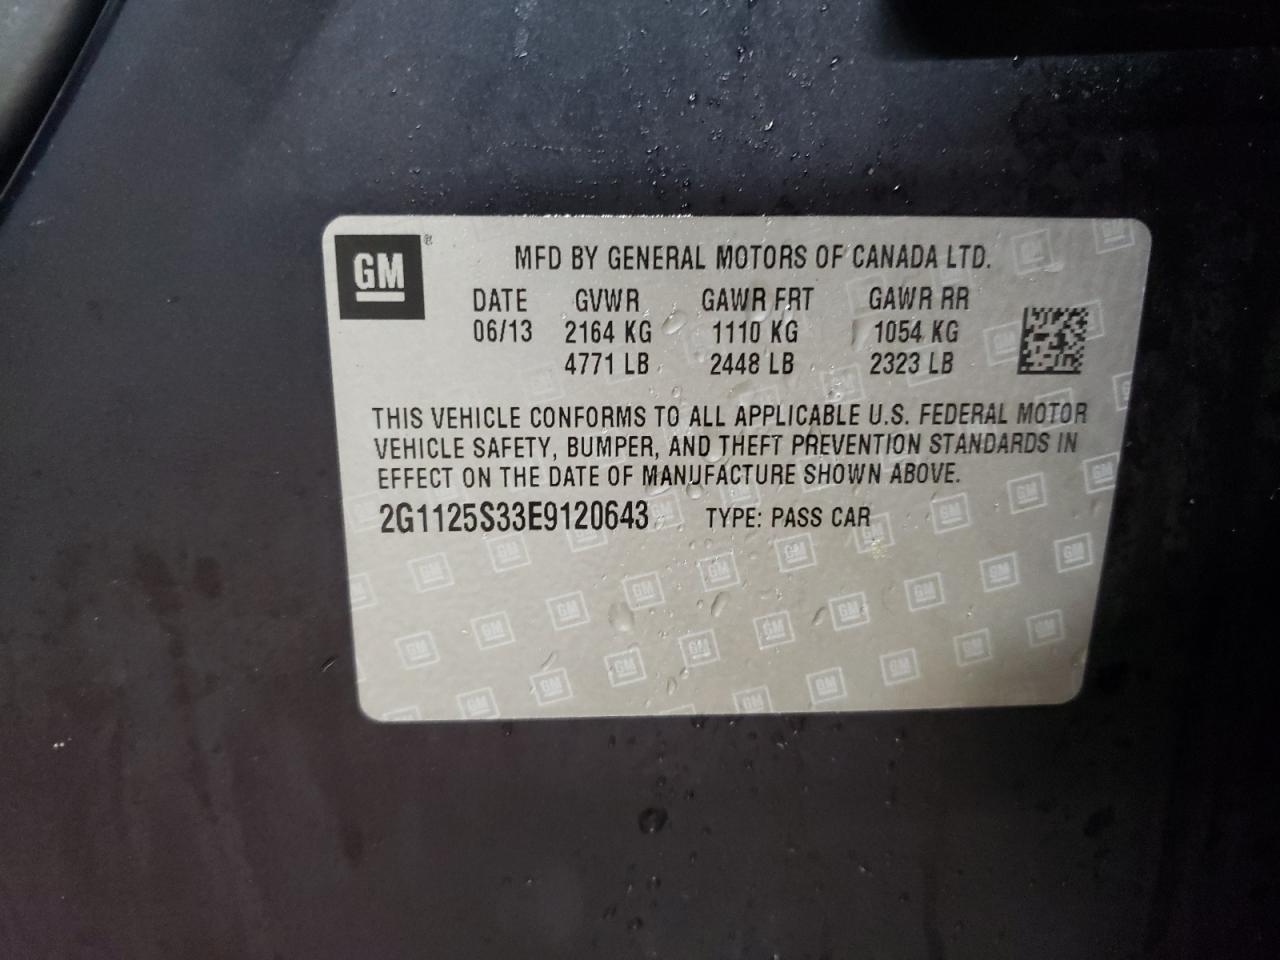 GM ®
MFD BY GENERAL MOTORS OF CANADA LTD.
DATE GVWR GAWR FRT GAWR RR
06/13 2164 KG 1110 KG 1054 KG
4771 LB 2448 LB 2323 LB
THIS VEHICLE CONFORMS TO ALL APPLICABLE U.S. FEDERAL MOTOR
VEHICLE SAFETY, BUMPER, AND THEFT PREVENTION STANDARDS IN
EFFECT ON THE DATE OF MANUFACTURE SHOWN ABOVE.
2G1125S33E9120643 TYPE: PASS CAR